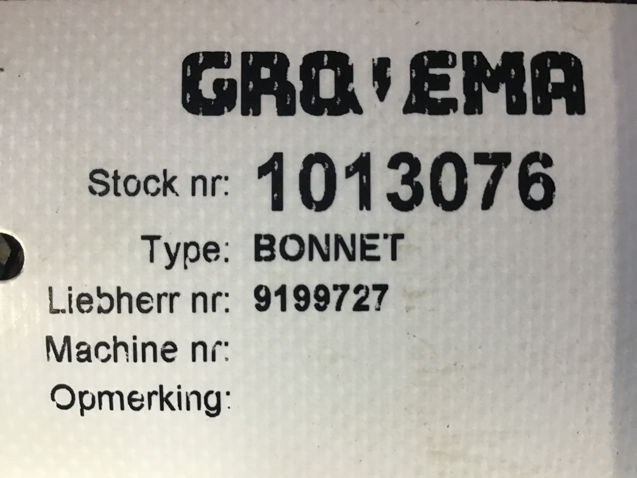 GROVEMA
Stock nr: 1013076
Type: BONNET
Liebherr nr: 9199727
Machine nr:
Opmerking: